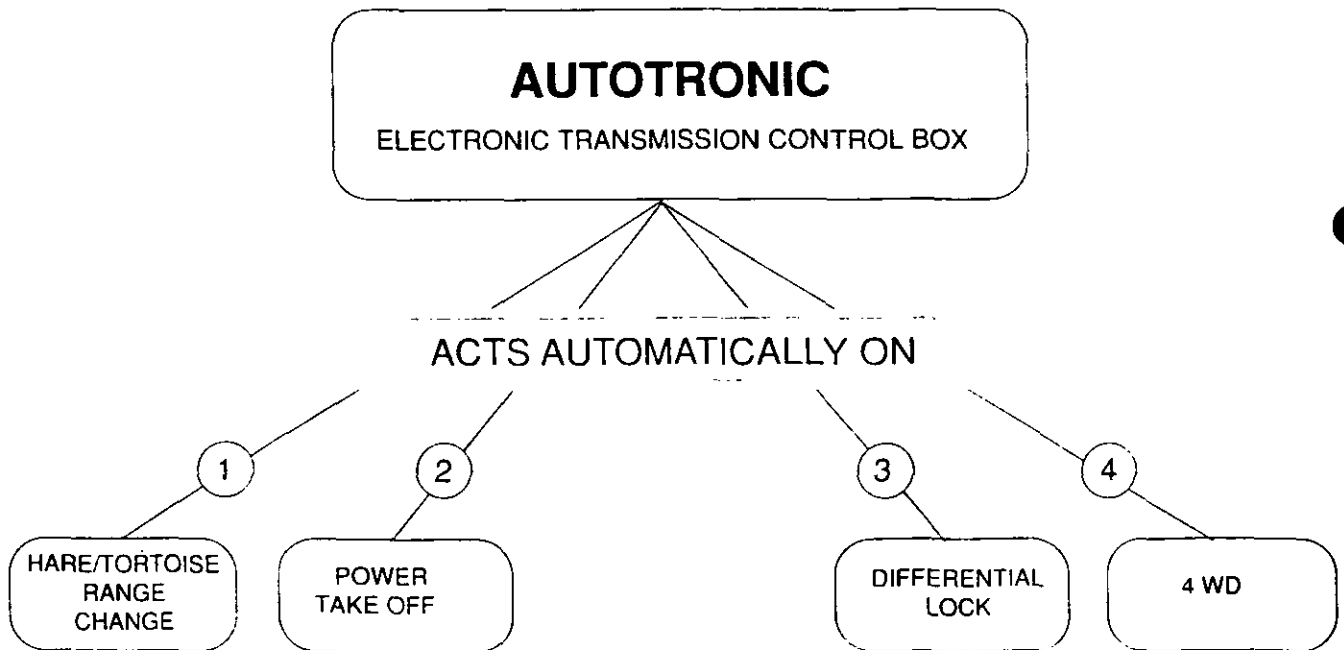 AUTOTRONIC
ELECTRONIC TRANSMISSION CONTROL BOX
ACTS AUTOMATICALLY ON
1
2
3
4
HARE/TORTOISE
RANGE
CHANGE
POWER
TAKE OFF
DIFFERENTIAL
LOCK
4 WD